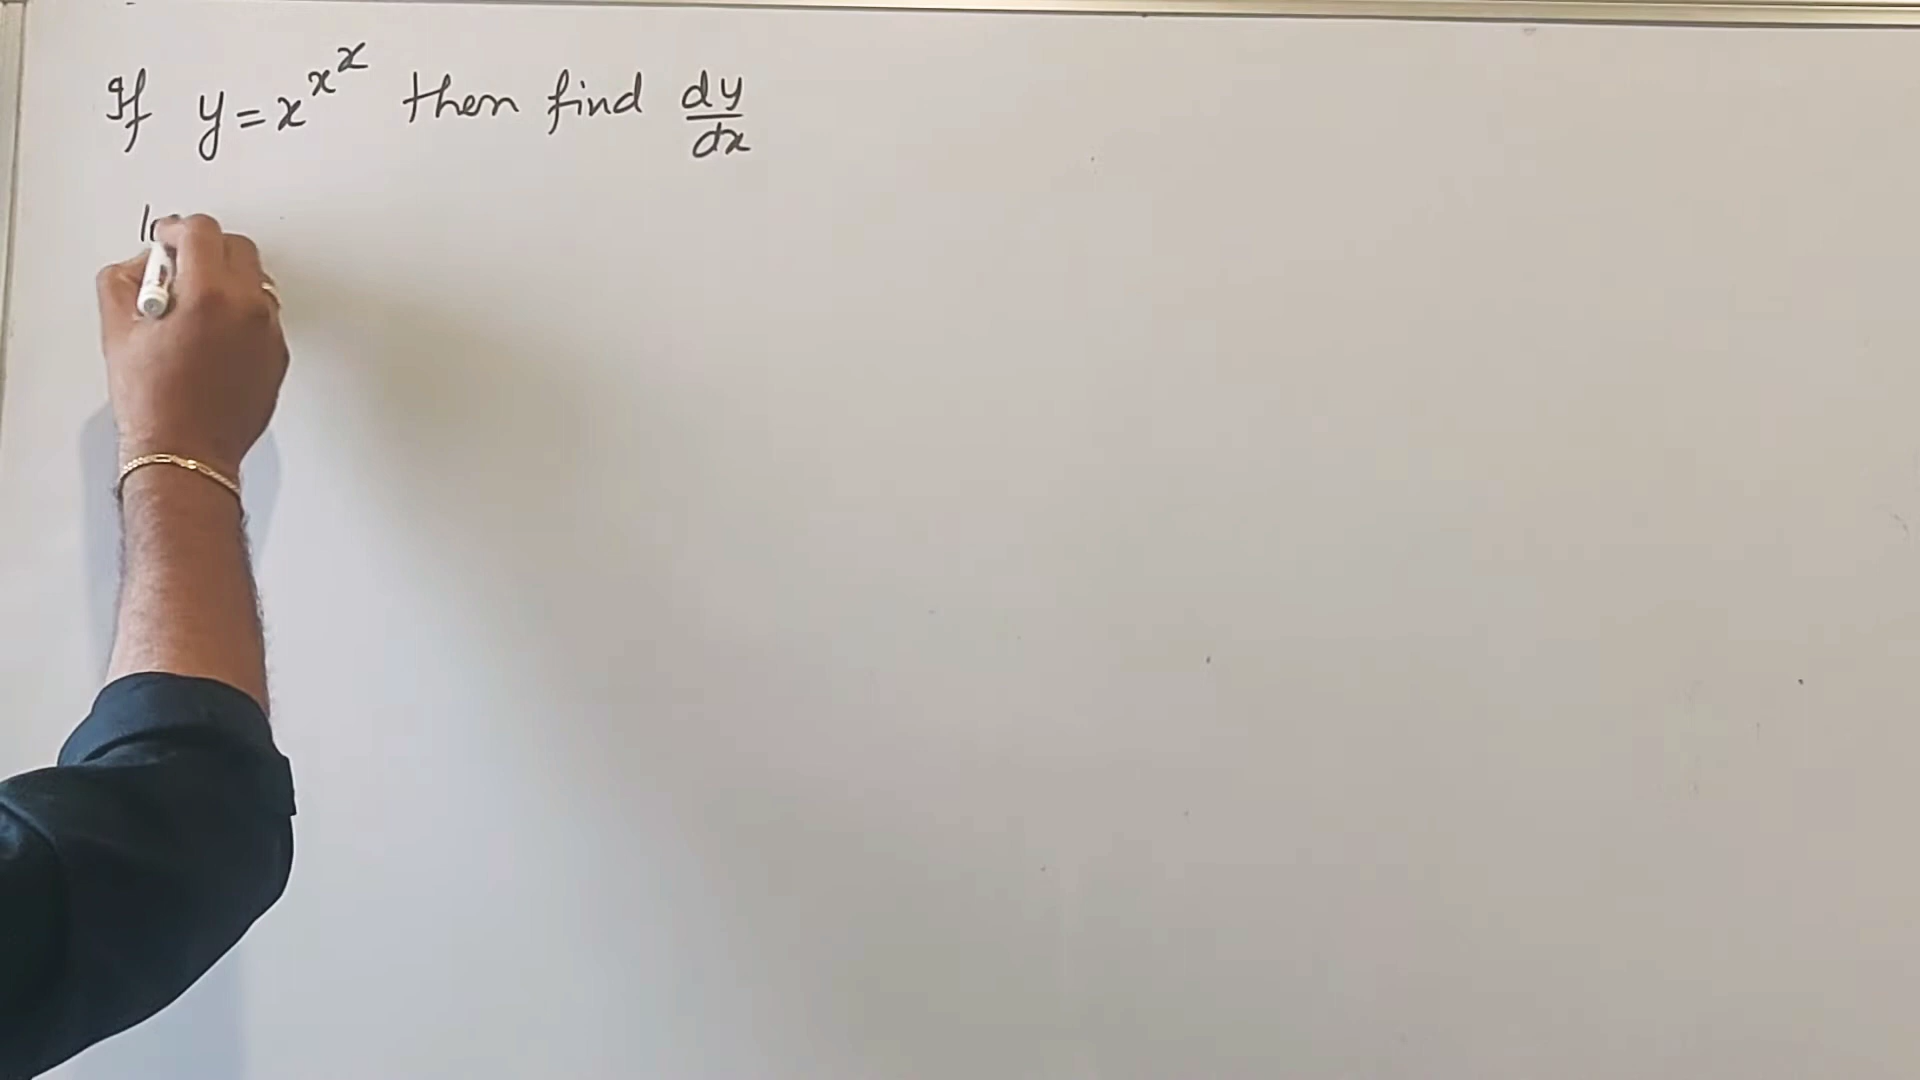 If y=x^{x^x} then find dy/dx